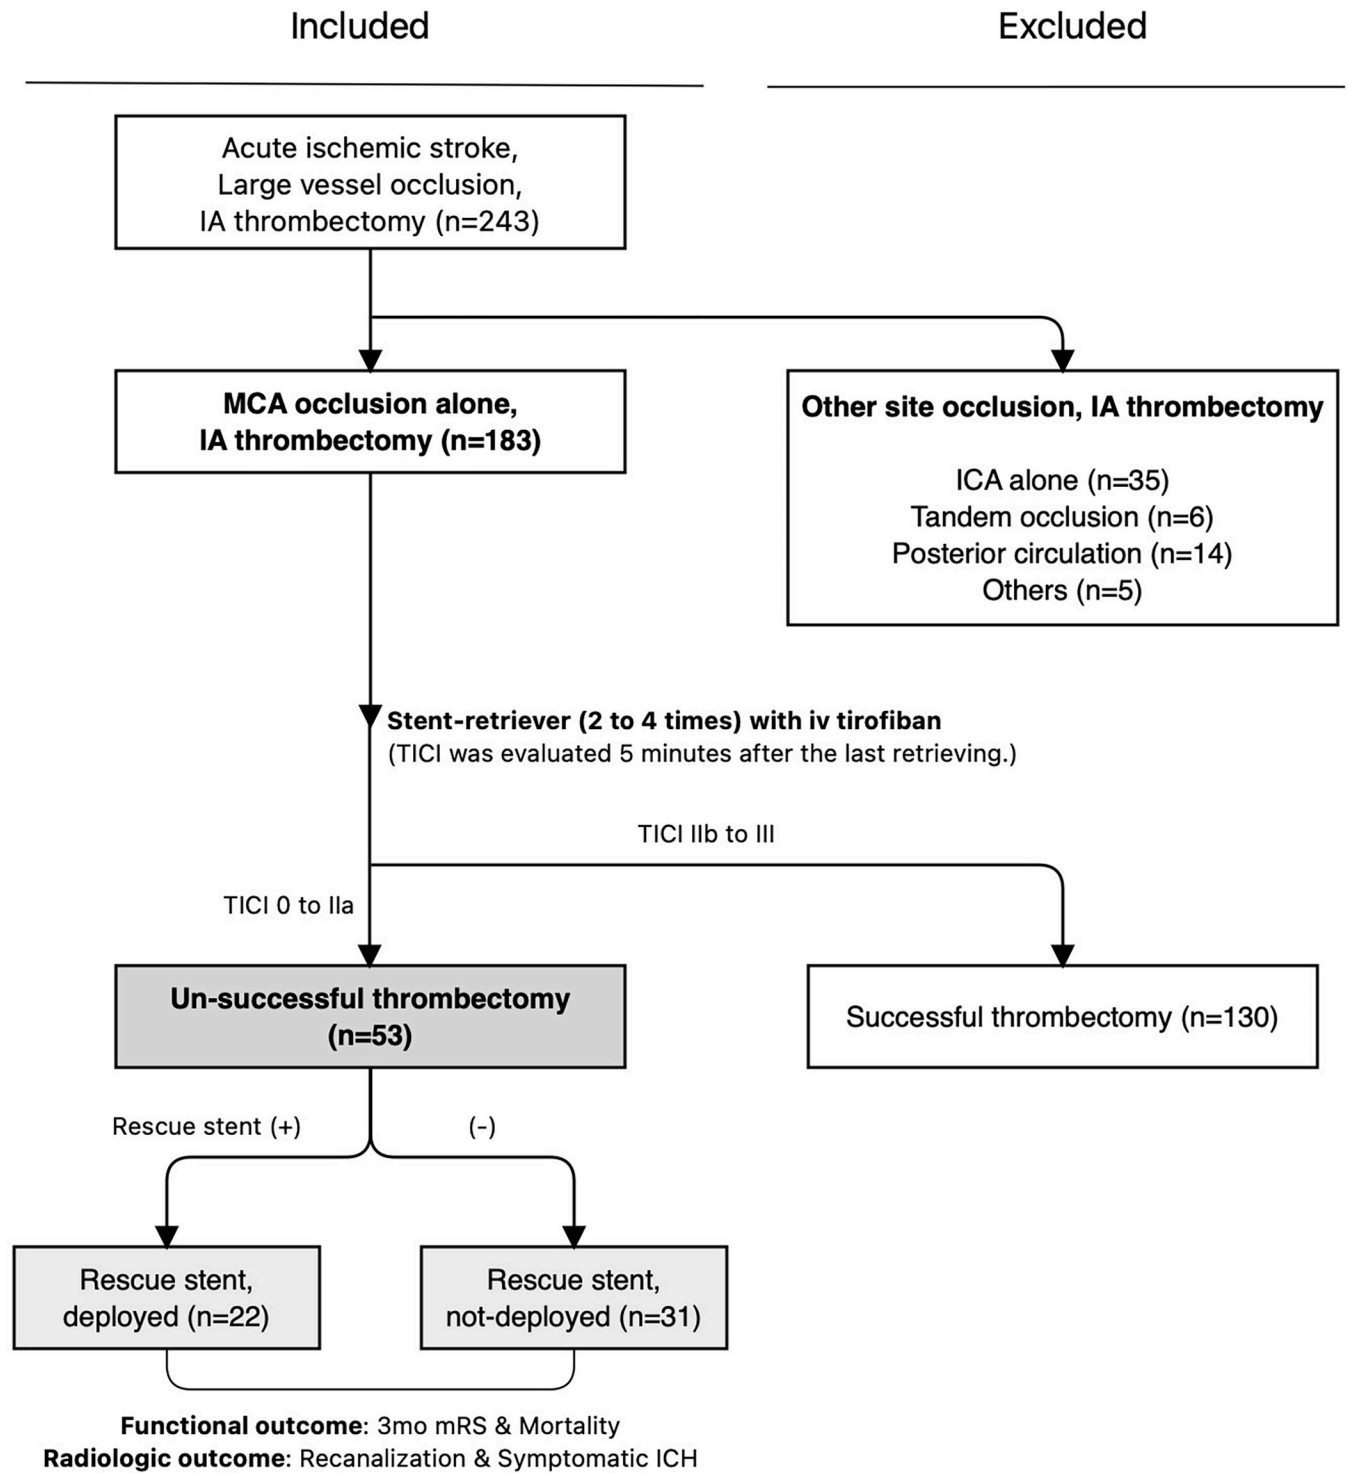 Included
Excluded
Acute ischemic stroke,
Large vessel occlusion,
IA thrombectomy (n=243)
MCA occlusion alone,
IA thrombectomy (n=183)
Other site occlusion, IA thrombectomy
ICA alone (n=35)
Tandem occlusion (n=6)
Posterior circulation (n=14)
Others (n=5)
Stent-retriever (2 to 4 times) with iv tirofiban
(TICI was evaluated 5 minutes after the last retrieving.)
TICI IIb to III
TICI 0 to IIa
Un-successful thrombectomy
(n=53)
Successful thrombectomy (n=130)
Rescue stent (+)
(-)
Rescue stent,
deployed (n=22)
Rescue stent,
not-deployed (n=31)
Functional outcome: 3mo mRS & Mortality
Radiologic outcome: Recanalization & Symptomatic ICH